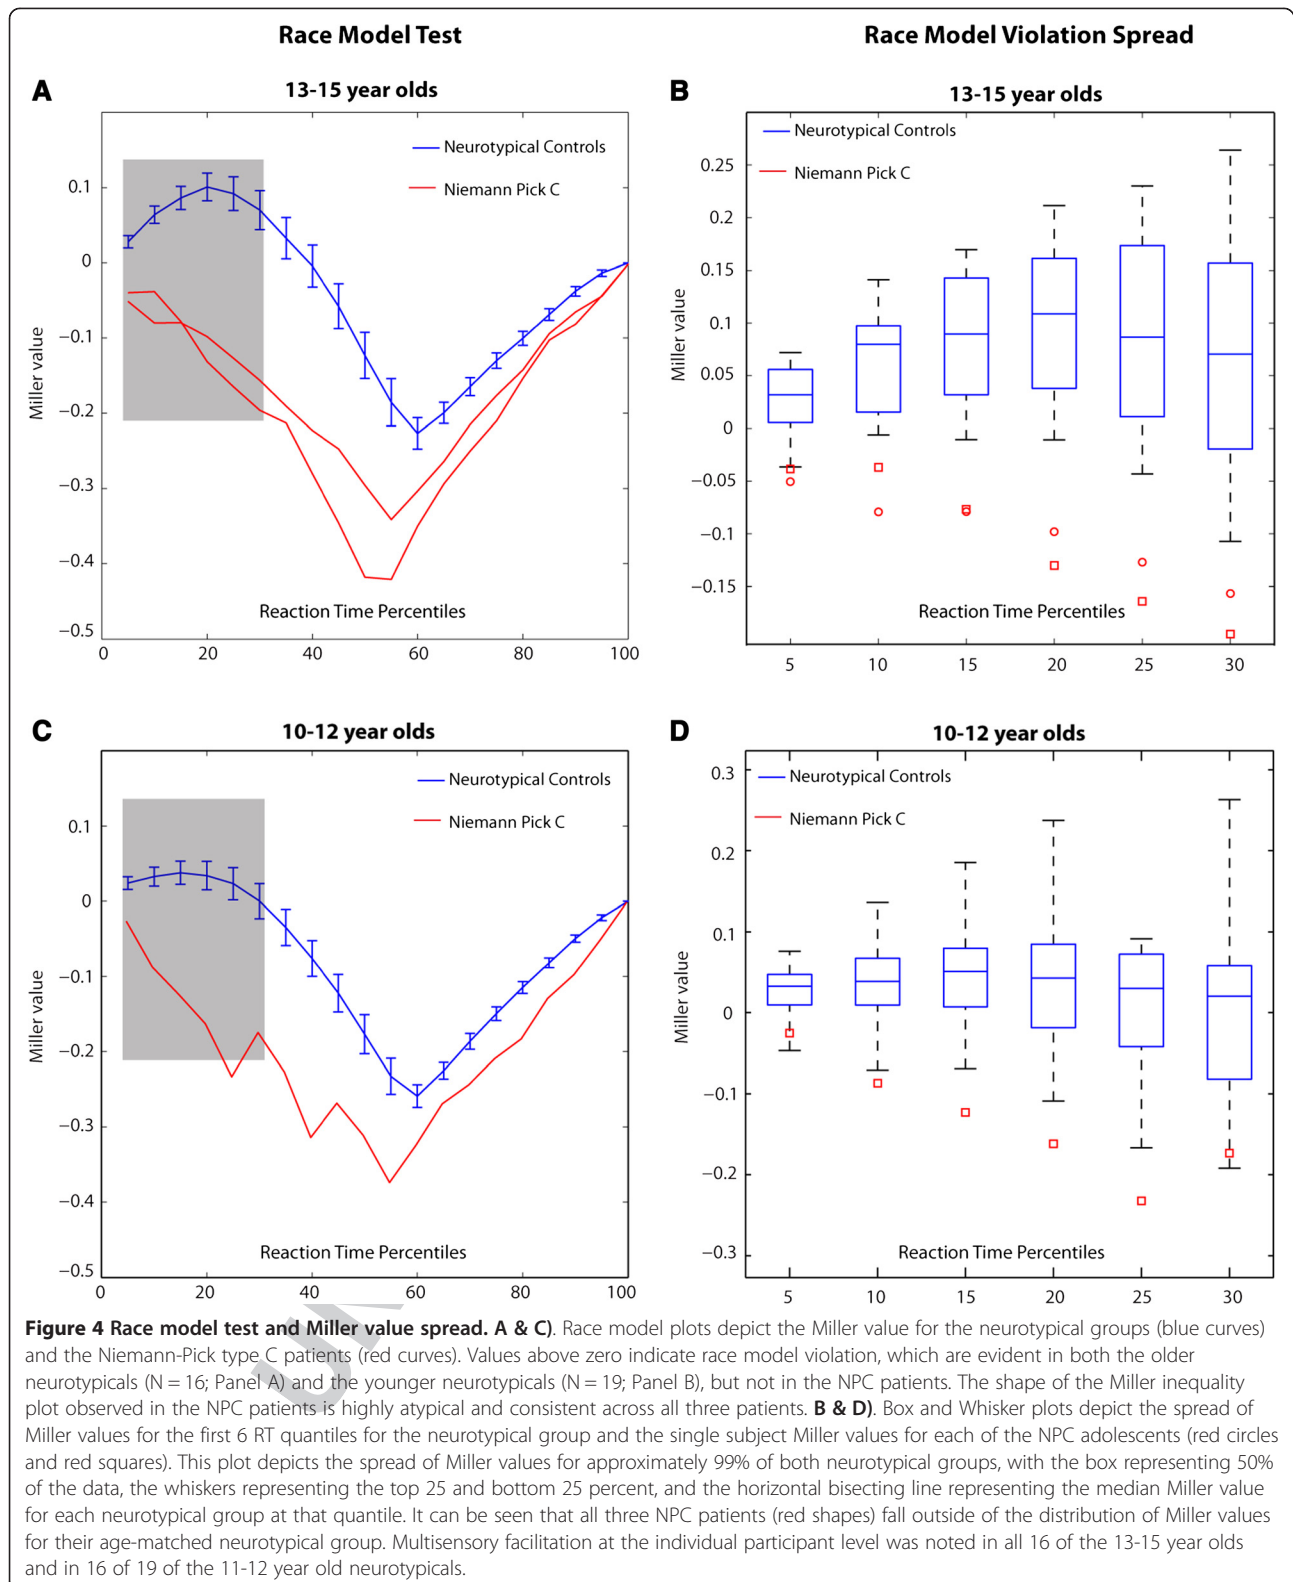 Race Model Test
Race Model Violation Spread
A
13-15 year olds
Neurotypical Controls
Niemann Pick C
0.1
0
−0.1
−0.2
−0.3
−0.4
−0.5
Miller value
Reaction Time Percentiles
0 20 40 60 80 100
B
13-15 year olds
Neurotypical Controls
Niemann Pick C
0.25
0.2
0.15
0.1
0.05
0
−0.05
−0.1
−0.15
Miller value
Reaction Time Percentiles
5 10 15 20 25 30
C
10-12 year olds
Neurotypical Controls
Niemann Pick C
0.1
0
−0.1
−0.2
−0.3
−0.4
−0.5
Miller value
Reaction Time Percentiles
0 20 40 60 80 100
D
10-12 year olds
Neurotypical Controls
Niemann Pick C
0.3
0.2
0.1
0
−0.1
−0.2
−0.3
Miller value
Reaction Time Percentiles
5 10 15 20 25 30
Figure 4 Race model test and Miller value spread. A & C). Race model plots depict the Miller value for the neurotypical groups (blue curves)
and the Niemann-Pick type C patients (red curves). Values above zero indicate race model violation, which are evident in both the older
neurotypicals (N = 16; Panel A) and the younger neurotypicals (N = 19; Panel B), but not in the NPC patients. The shape of the Miller inequality
plot observed in the NPC patients is highly atypical and consistent across all three patients. B & D). Box and Whisker plots depict the spread of
Miller values for the first 6 RT quantiles for the neurotypical group and the single subject Miller values for each of the NPC adolescents (red circles
and red squares). This plot depicts the spread of Miller values for approximately 99% of both neurotypical groups, with the box representing 50%
of the data, the whiskers representing the top 25 and bottom 25 percent, and the horizontal bisecting line representing the median Miller value
for each neurotypical group at that quantile. It can be seen that all three NPC patients (red shapes) fall outside of the distribution of Miller values
for their age-matched neurotypical group. Multisensory facilitation at the individual participant level was noted in all 16 of the 13-15 year olds
and in 16 of 19 of the 11-12 year old neurotypicals.